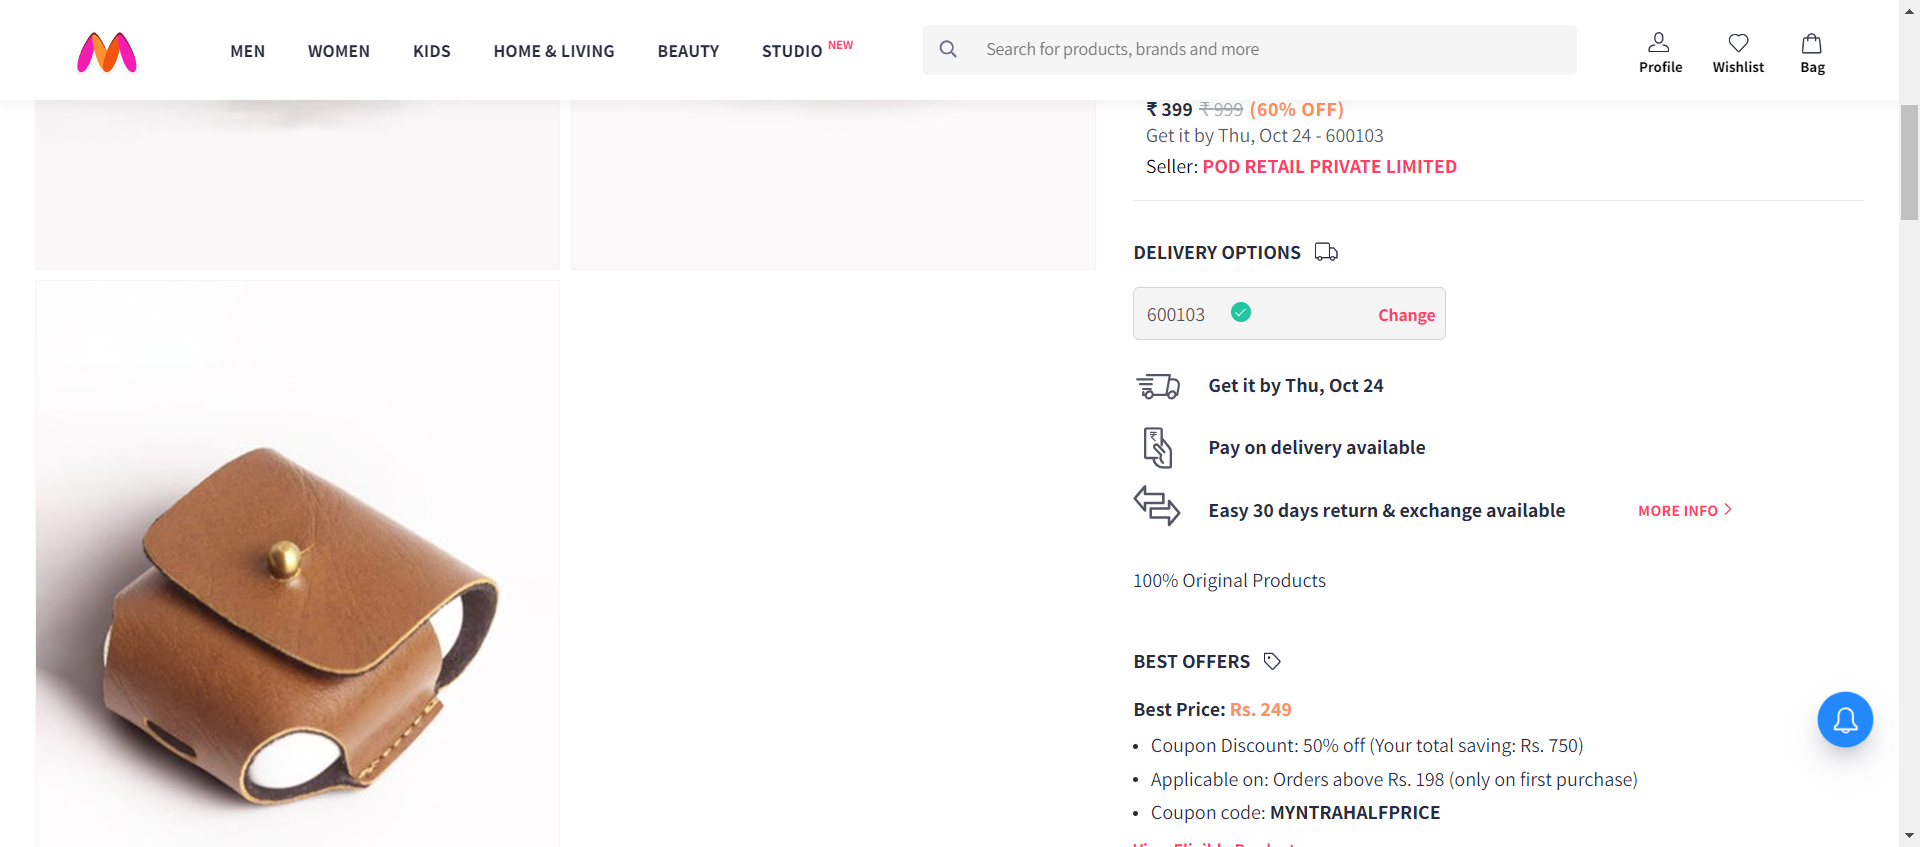 MEN WOMEN KIDS HOME & LIVING BEAUTY STUDIO NEW
Search for products, brands and more
Profile Wishlist Bag
₹ 399 ₹ 999 (60% OFF)
Get it by Thu, Oct 24 - 600103
Seller: POD RETAIL PRIVATE LIMITED
DELIVERY OPTIONS
600103 Change
Get it by Thu, Oct 24
Pay on delivery available
Easy 30 days return & exchange available MORE INFO
100% Original Products
BEST OFFERS
Best Price: Rs. 249
• Coupon Discount: 50% off (Your total saving: Rs. 750)
• Applicable on: Orders above Rs. 198 (only on first purchase)
• Coupon code: MYNTRAHALFPRICE